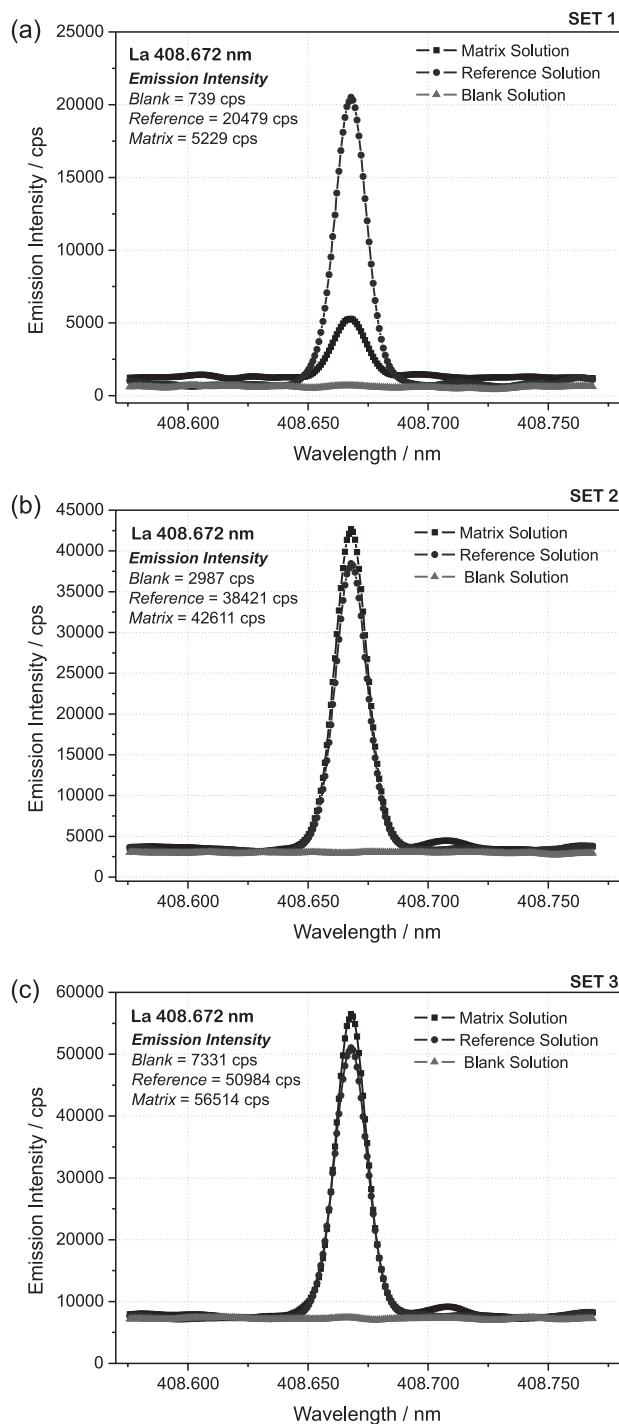 (a)
SET 1
La 408.672 nm
Emission Intensity
Blank = 739 cps
Reference = 20479 cps
Matrix = 5229 cps
Matrix Solution
Reference Solution
Blank Solution
25000
20000
15000
10000
5000
0
Emission Intensity / cps
408.600
408.650
408.700
408.750
Wavelength / nm
(b)
SET 2
La 408.672 nm
Emission Intensity
Blank = 2987 cps
Reference = 38421 cps
Matrix = 42611 cps
Matrix Solution
Reference Solution
Blank Solution
45000
40000
35000
30000
25000
20000
15000
10000
5000
0
Emission Intensity / cps
408.600
408.650
408.700
408.750
Wavelength / nm
(c)
SET 3
La 408.672 nm
Emission Intensity
Blank = 7331 cps
Reference = 50984 cps
Matrix = 56514 cps
Matrix Solution
Reference Solution
Blank Solution
60000
50000
40000
30000
20000
10000
0
Emission Intensity / cps
408.600
408.650
408.700
408.750
Wavelength / nm